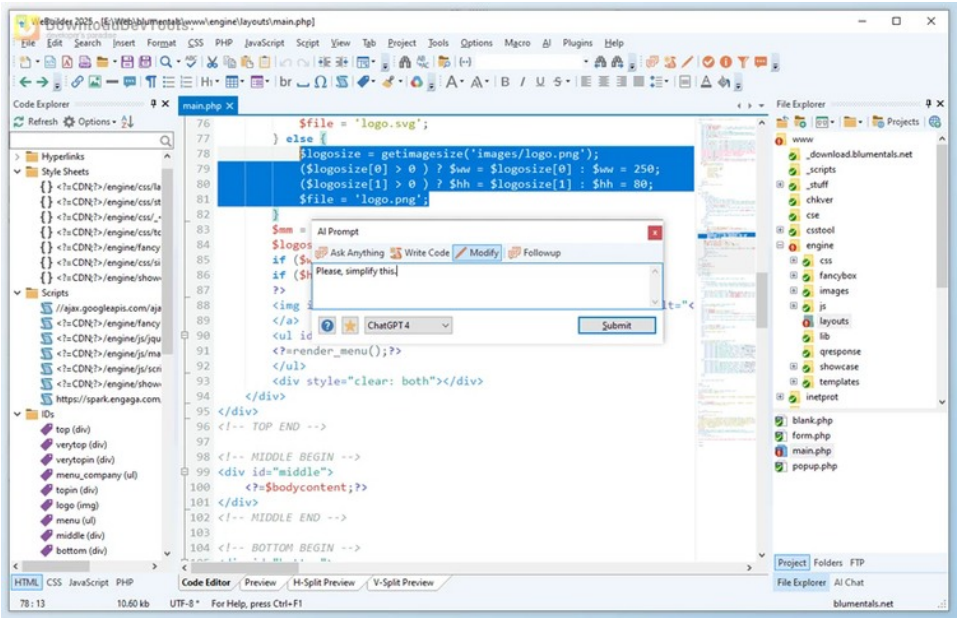 WeBuilder 2025 - [E:\Web\blumentals\www\engine\layouts\main.php]
File Edit Search Insert Format CSS PHP JavaScript Script View Tab Project Tools Options Macro AI Plugins Help
Code Explorer
Refresh Options
Hyperlinks
Style Sheets
<?=CDN;?>/engine/css/la
<?=CDN;?>/engine/css/st
<?=CDN;?>/engine/css/_
<?=CDN;?>/engine/css/tc
<?=CDN;?>/engine/fancy
<?=CDN;?>/engine/css/si
<?=CDN;?>/engine/show
Scripts
//ajax.googleapis.com/aja
<?=CDN;?>/engine/fancy
<?=CDN;?>/engine/js/jqu
<?=CDN;?>/engine/js/ma
<?=CDN;?>/engine/js/scri
<?=CDN;?>/engine/show
https://spark.engaga.com
IDs
top (div)
verytop (div)
verytopin (div)
menu_company (ul)
topin (div)
logo (img)
menu (ul)
middle (div)
bottom (div)
HTML CSS JavaScript PHP
main.php
76 $file = 'logo.svg';
77 } else {
78 $logosize = getimagesize('images/logo.png');
79 ($logosize[0] > 0 ) ? $ww = $logosize[0] : $ww = 250;
80 ($logosize[1] > 0 ) ? $hh = $logosize[1] : $hh = 80;
81 $file = 'logo.png';
82 }
83 $mm =
84 $logos
85 if ($w
86 if ($h
87 ?>
88 <img i lt="<
89 </a>
90 <ul id
91 <?=render_menu();?>
92 </ul>
93 <div style="clear: both"></div>
94 </div>
95 </div>
96 <!-- TOP END -->
97
98 <!-- MIDDLE BEGIN -->
99 <div id="middle">
100 <?=$bodycontent;?>
101 </div>
102 <!-- MIDDLE END -->
103
104 <!-- BOTTOM BEGIN -->
AI Prompt
Ask Anything Write Code Modify Followup
Please, simplify this.
ChatGPT 4 Submit
Code Editor Preview H-Split Preview V-Split Preview
File Explorer
Projects
www
_download.blumentals.net
_scripts
_stuff
chkver
cse
csstool
engine
css
fancybox
images
js
layouts
lib
qresponse
showcase
templates
inetprot
blank.php
form.php
main.php
popup.php
Project Folders FTP
File Explorer AI Chat
78 : 13 10.60 kb UTF-8 * For Help, press Ctrl+F1 blumentals.net